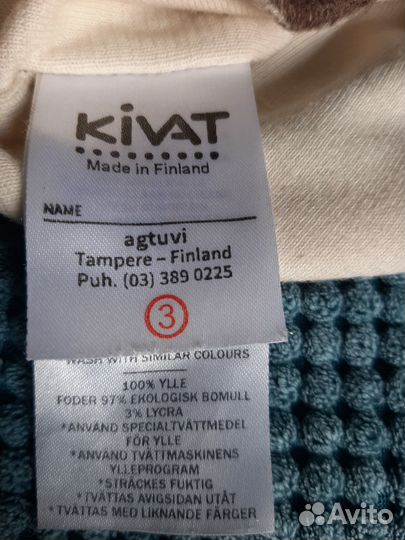 KiVAT
Made in Finland
NAME
agtuvi
Tampere – Finland
Puh. (03) 389 0225
3
WASH WITH SIMILAR COLOURS
100% YLLE
FODER 97% EKOLOGISK BOMULL
3% LYCRA
*ANVÄND SPECIALTVÄTTMEDEL
FÖR YLLE
*ANVÄND TVÄTTMASKINENS
YLLEPROGRAM
*STRÄCKES FUKTIG
*TVÄTTAS AVIGSIDAN UTÅT
*TVÄTTAS MED LIKNANDE FÄRGER
Avito